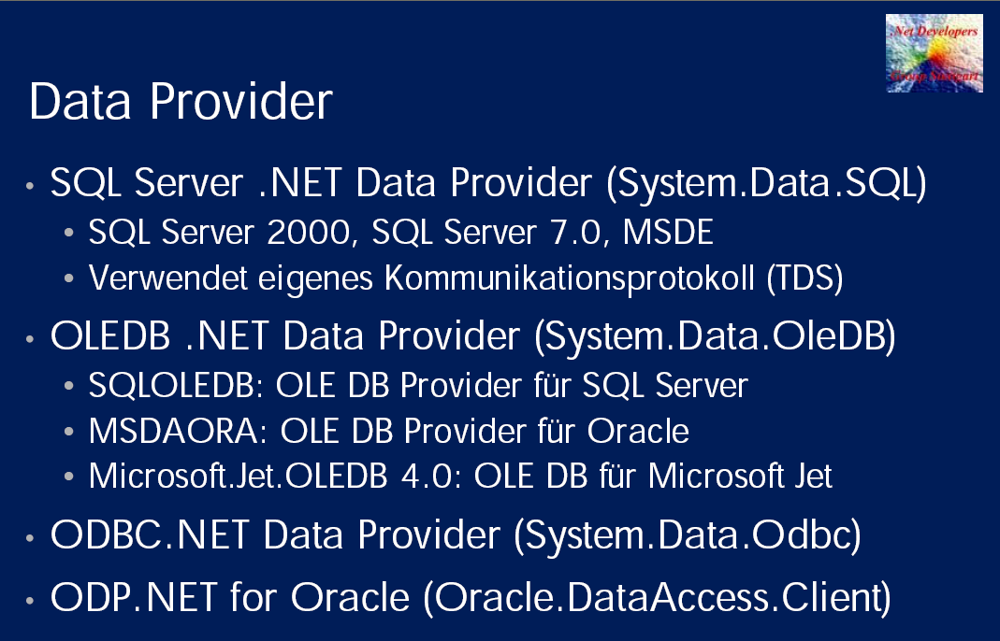 .Net Developers
Group Stuttgart
Data Provider
• SQL Server .NET Data Provider (System.Data.SQL)
• SQL Server 2000, SQL Server 7.0, MSDE
• Verwendet eigenes Kommunikationsprotokoll (TDS)
• OLEDB .NET Data Provider (System.Data.OleDB)
• SQLOLEDB: OLE DB Provider für SQL Server
• MSDAORA: OLE DB Provider für Oracle
• Microsoft.Jet.OLEDB 4.0: OLE DB für Microsoft Jet
• ODBC.NET Data Provider (System.Data.Odbc)
• ODP.NET for Oracle (Oracle.DataAccess.Client)